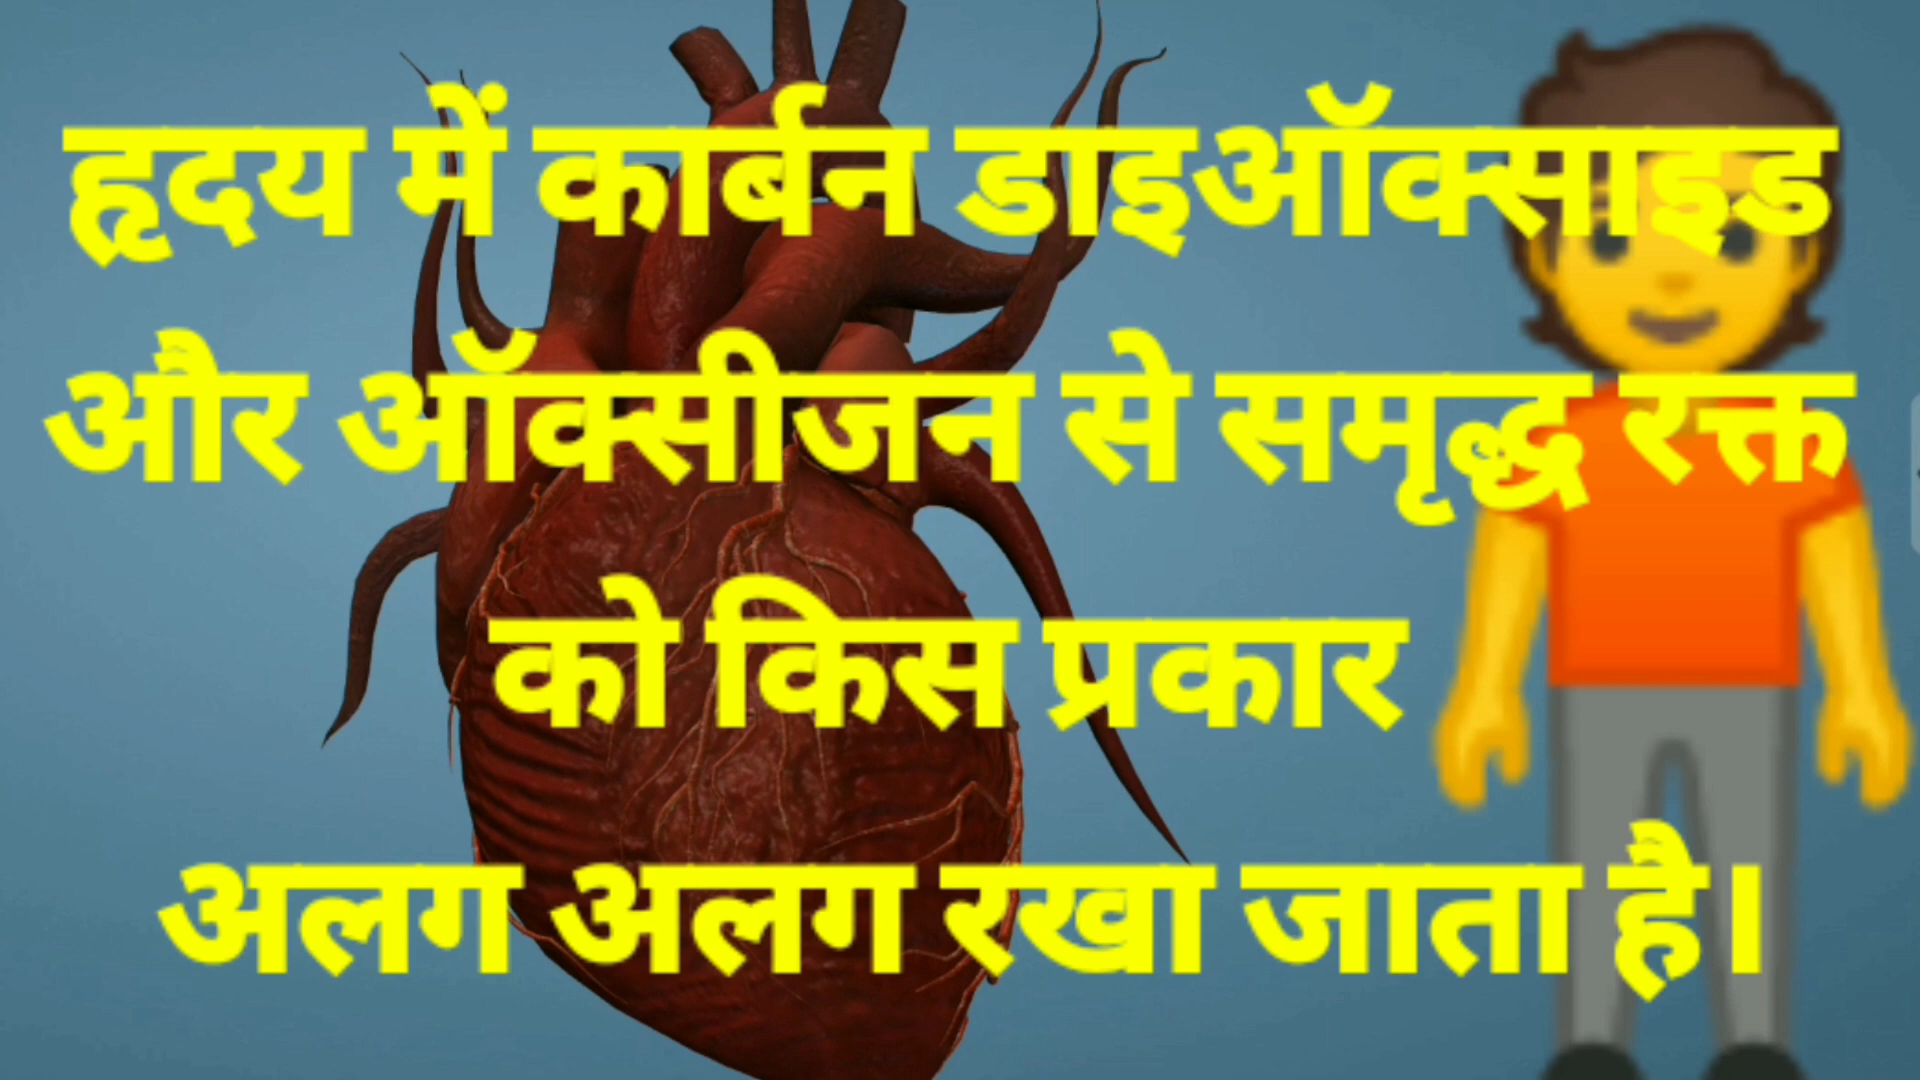 हृदय में कार्बन डाइऑक्साइड
और ऑक्सीजन से समृद्ध रक्त
को किस प्रकार
अलग अलग रखा जाता है।